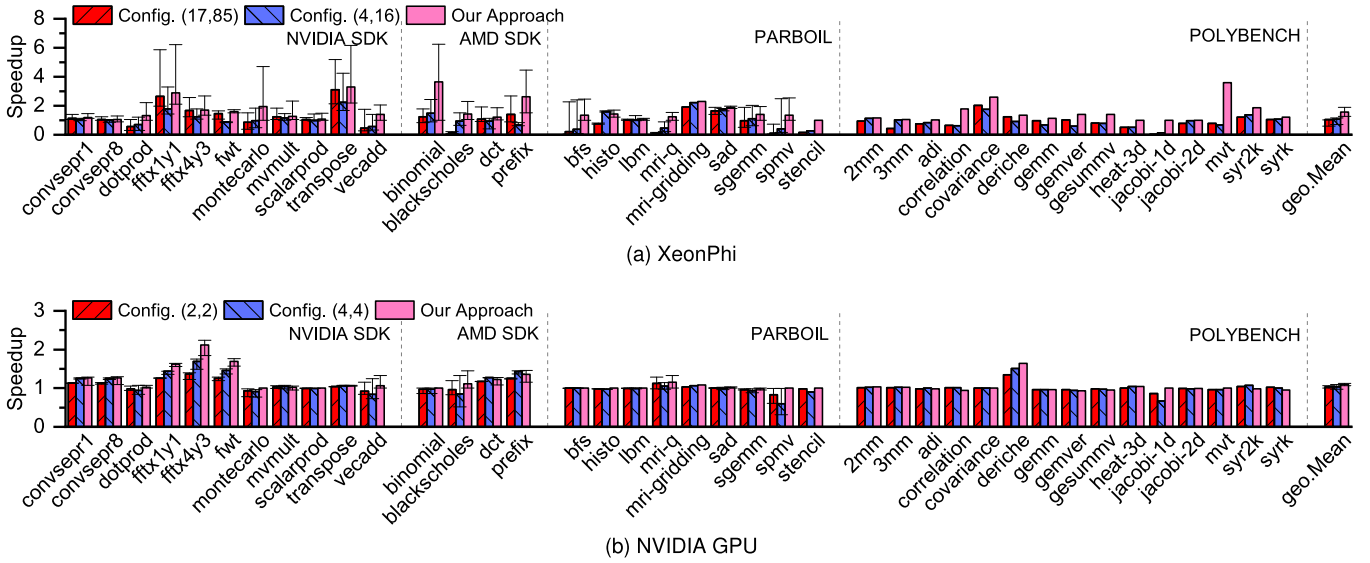 Config. (17,85) Config. (4,16) Our Approach
NVIDIA SDK AMD SDK PARBOIL POLYBENCH
Speedup
8
6
4
2
0
convsepr1 convsepr8 dotprod fftx1y1 fftx4y3 fwt montecarlo mvmult scalarprod transpose vecadd binomial blackscholes dct prefix bfs histo lbm mri-q mri-gridding sad sgemm spmv stencil 2mm 3mm adi correlation covariance deriche gemm gemver gesummv heat-3d jacobi-1d jacobi-2d mvt syr2k syrk geo.Mean
(a) XeonPhi
Config. (2,2) Config. (4,4) Our Approach
NVIDIA SDK AMD SDK PARBOIL POLYBENCH
Speedup
3
2
1
0
convsepr1 convsepr8 dotprod fftx1y1 fftx4y3 fwt montecarlo mvmult scalarprod transpose vecadd binomial blackscholes dct prefix bfs histo lbm mri-q mri-gridding sad sgemm spmv stencil 2mm 3mm adi correlation covariance deriche gemm gemver gesummv heat-3d jacobi-1d jacobi-2d mvt syr2k syrk geo.Mean
(b) NVIDIA GPU